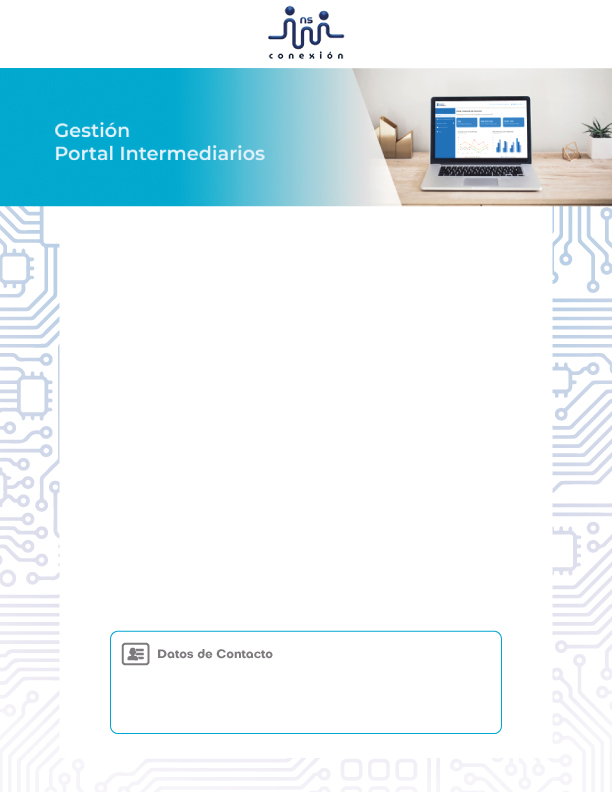 ns
conexión
Gestión
Portal Intermediarios
Datos de Contacto